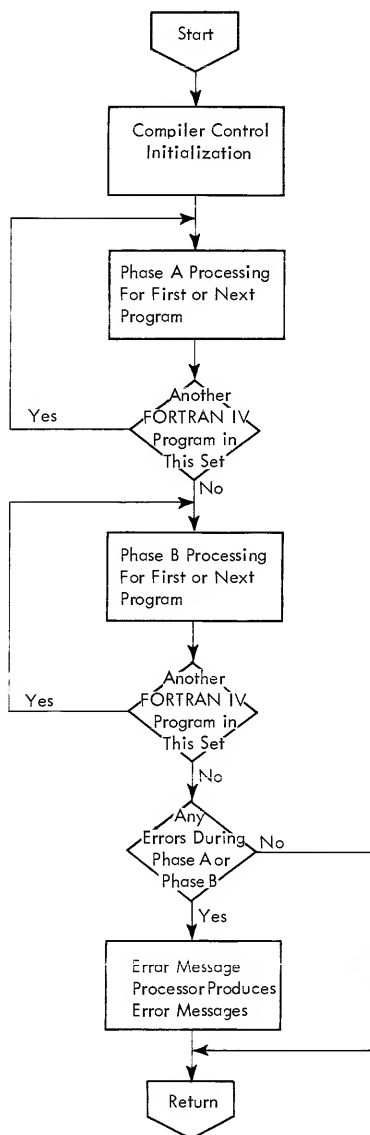 Start
Compiler Control
Initialization
Phase A Processing
For First or Next
Program
Another
FORTRAN IV
Program in
This Set
Yes
No
Phase B Processing
For First or Next
Program
Another
FORTRAN IV
Program in
This Set
Yes
No
Any
Errors During
Phase A or
Phase B
No
Yes
Error Message
Processor Produces
Error Messages
Return